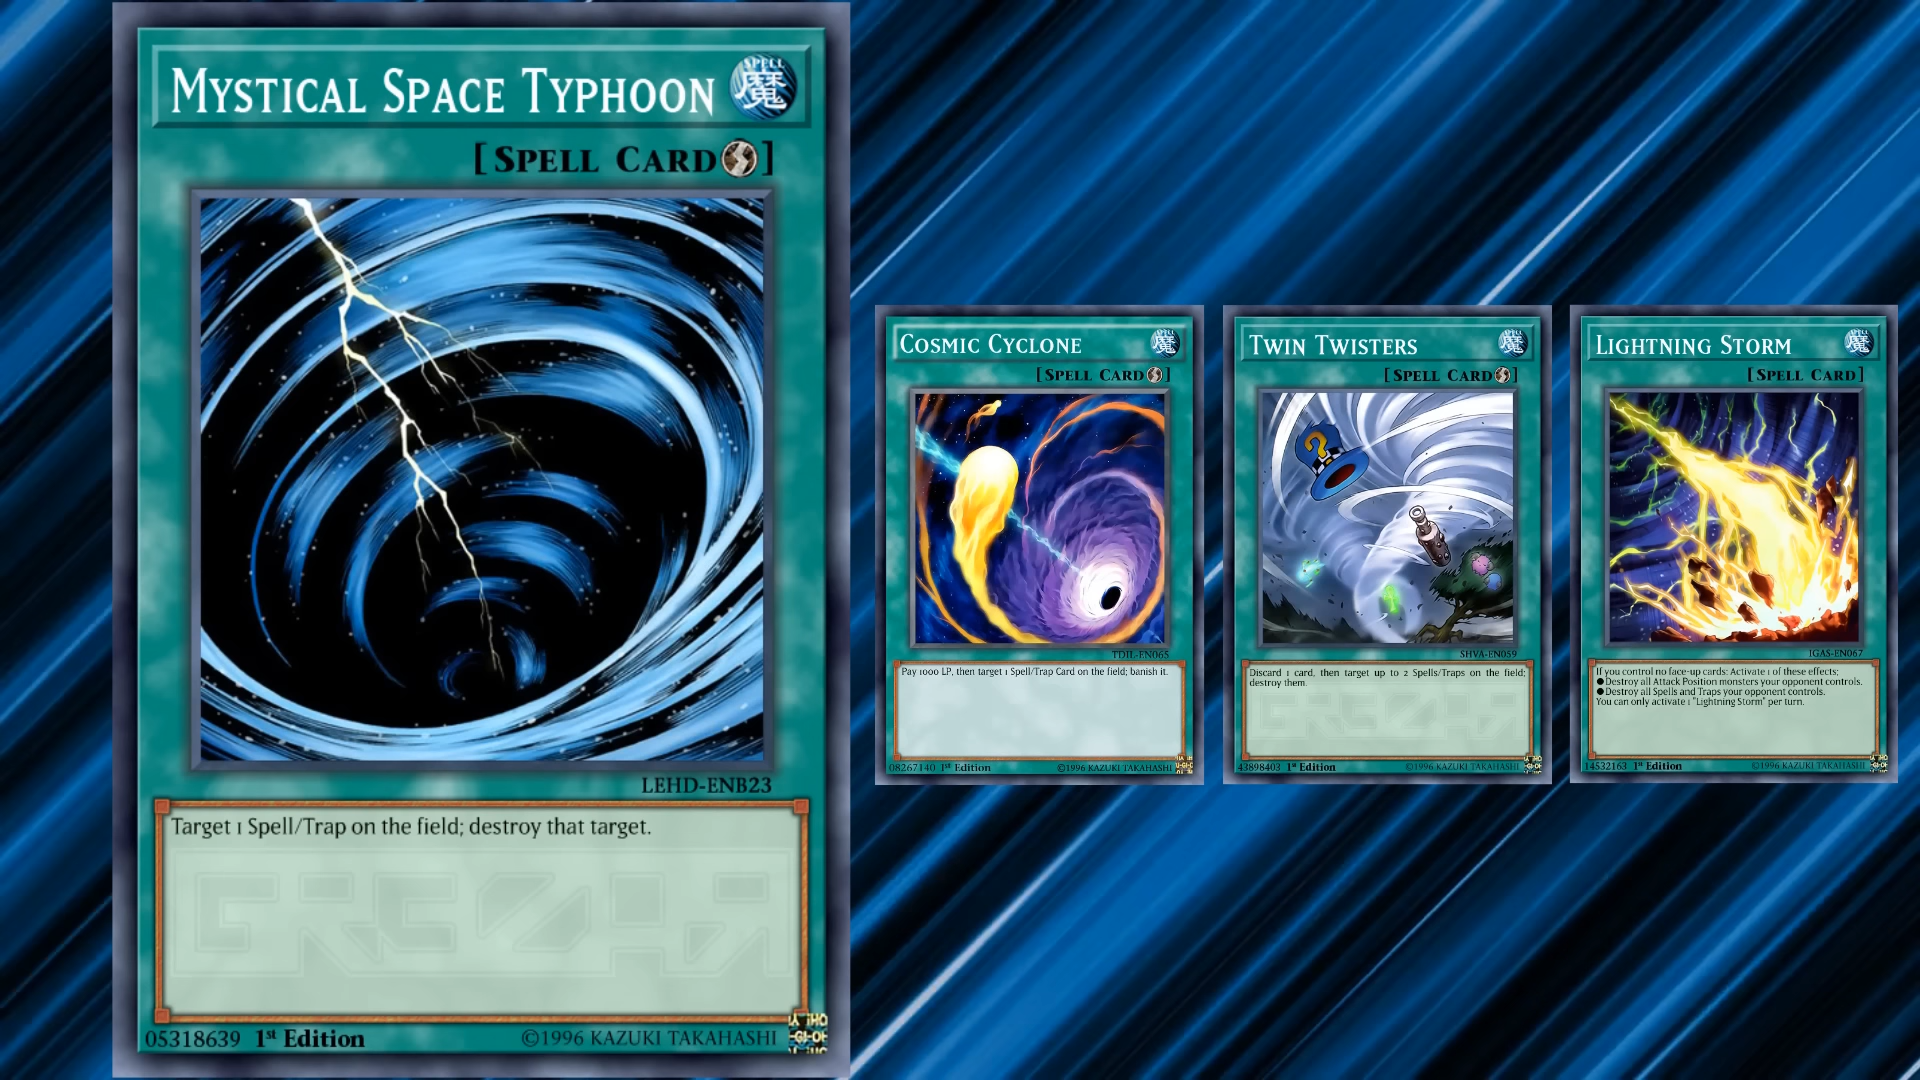 MYSTICAL SPACE TYPHOON
SPELL
魔
[SPELL CARD]
LEHD-ENB23
Target 1 Spell/Trap on the field; destroy that target.
05318639 1st Edition ©1996 KAZUKI TAKAHASHI
COSMIC CYCLONE
魔
[SPELL CARD]
TDIL-EN065
Pay 1000 LP, then target 1 Spell/Trap Card on the field; banish it.
08267140 1st Edition ©1996 KAZUKI TAKAHASHI
TWIN TWISTERS
魔
[SPELL CARD]
?
SHVA-EN059
Discard 1 card, then target up to 2 Spells/Traps on the field;
destroy them.
43898403 1st Edition ©1996 KAZUKI TAKAHASHI
LIGHTNING STORM
魔
[SPELL CARD]
IGAS-EN067
If you control no face-up cards: Activate 1 of these effects;
●Destroy all Attack Position monsters your opponent controls.
●Destroy all Spells and Traps your opponent controls.
You can only activate 1 "Lightning Storm" per turn.
14532163 1st Edition ©1996 KAZUKI TAKAHASHI